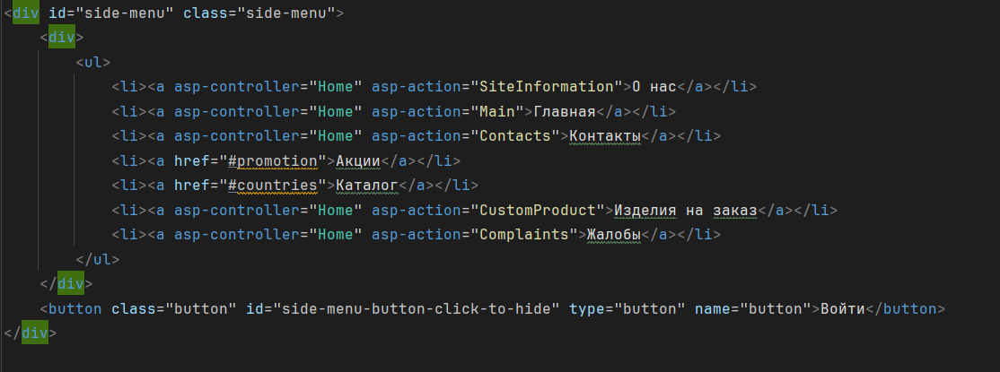 <div id="side-menu" class="side-menu">
<div>
<ul>
<li><a asp-controller="Home" asp-action="SiteInformation">О нас</a></li>
<li><a asp-controller="Home" asp-action="Main">Главная</a></li>
<li><a asp-controller="Home" asp-action="Contacts">Контакты</a></li>
<li><a href="#promotion">Акции</a></li>
<li><a href="#countries">Каталог</a></li>
<li><a asp-controller="Home" asp-action="CustomProduct">Изделия на заказ</a></li>
<li><a asp-controller="Home" asp-action="Complaints">Жалобы</a></li>
</ul>
</div>
<button class="button" id="side-menu-button-click-to-hide" type="button" name="button">Войти</button>
</div>